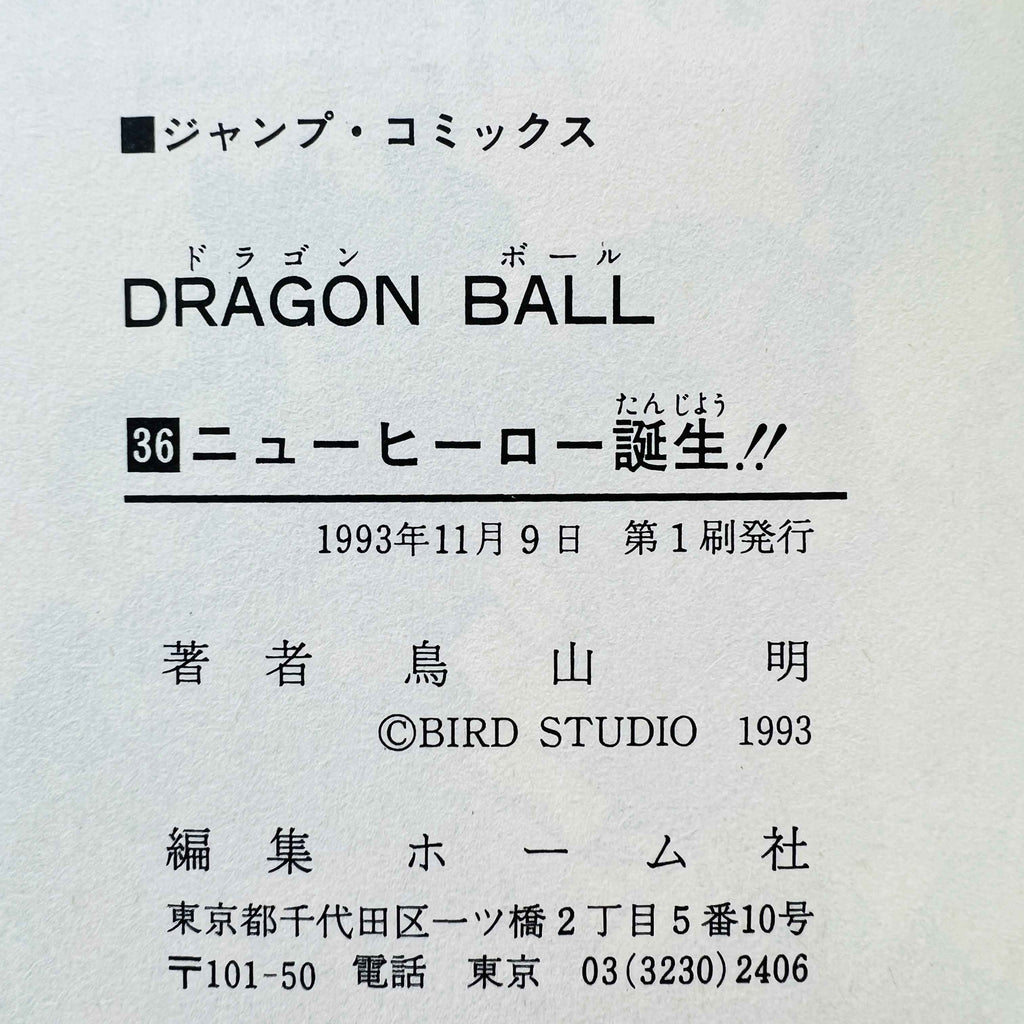 ■ジャンプ・コミックス
ドラゴン ボール
DRAGON BALL
たんじよう
36 ニューヒーロー誕生!!
1993年11月9日 第1刷発行
著者 鳥山 明
©BIRD STUDIO 1993
編集 ホーム社
東京都千代田区一ツ橋2丁目5番10号
〒101-50 電話 東京 03(3230)2406